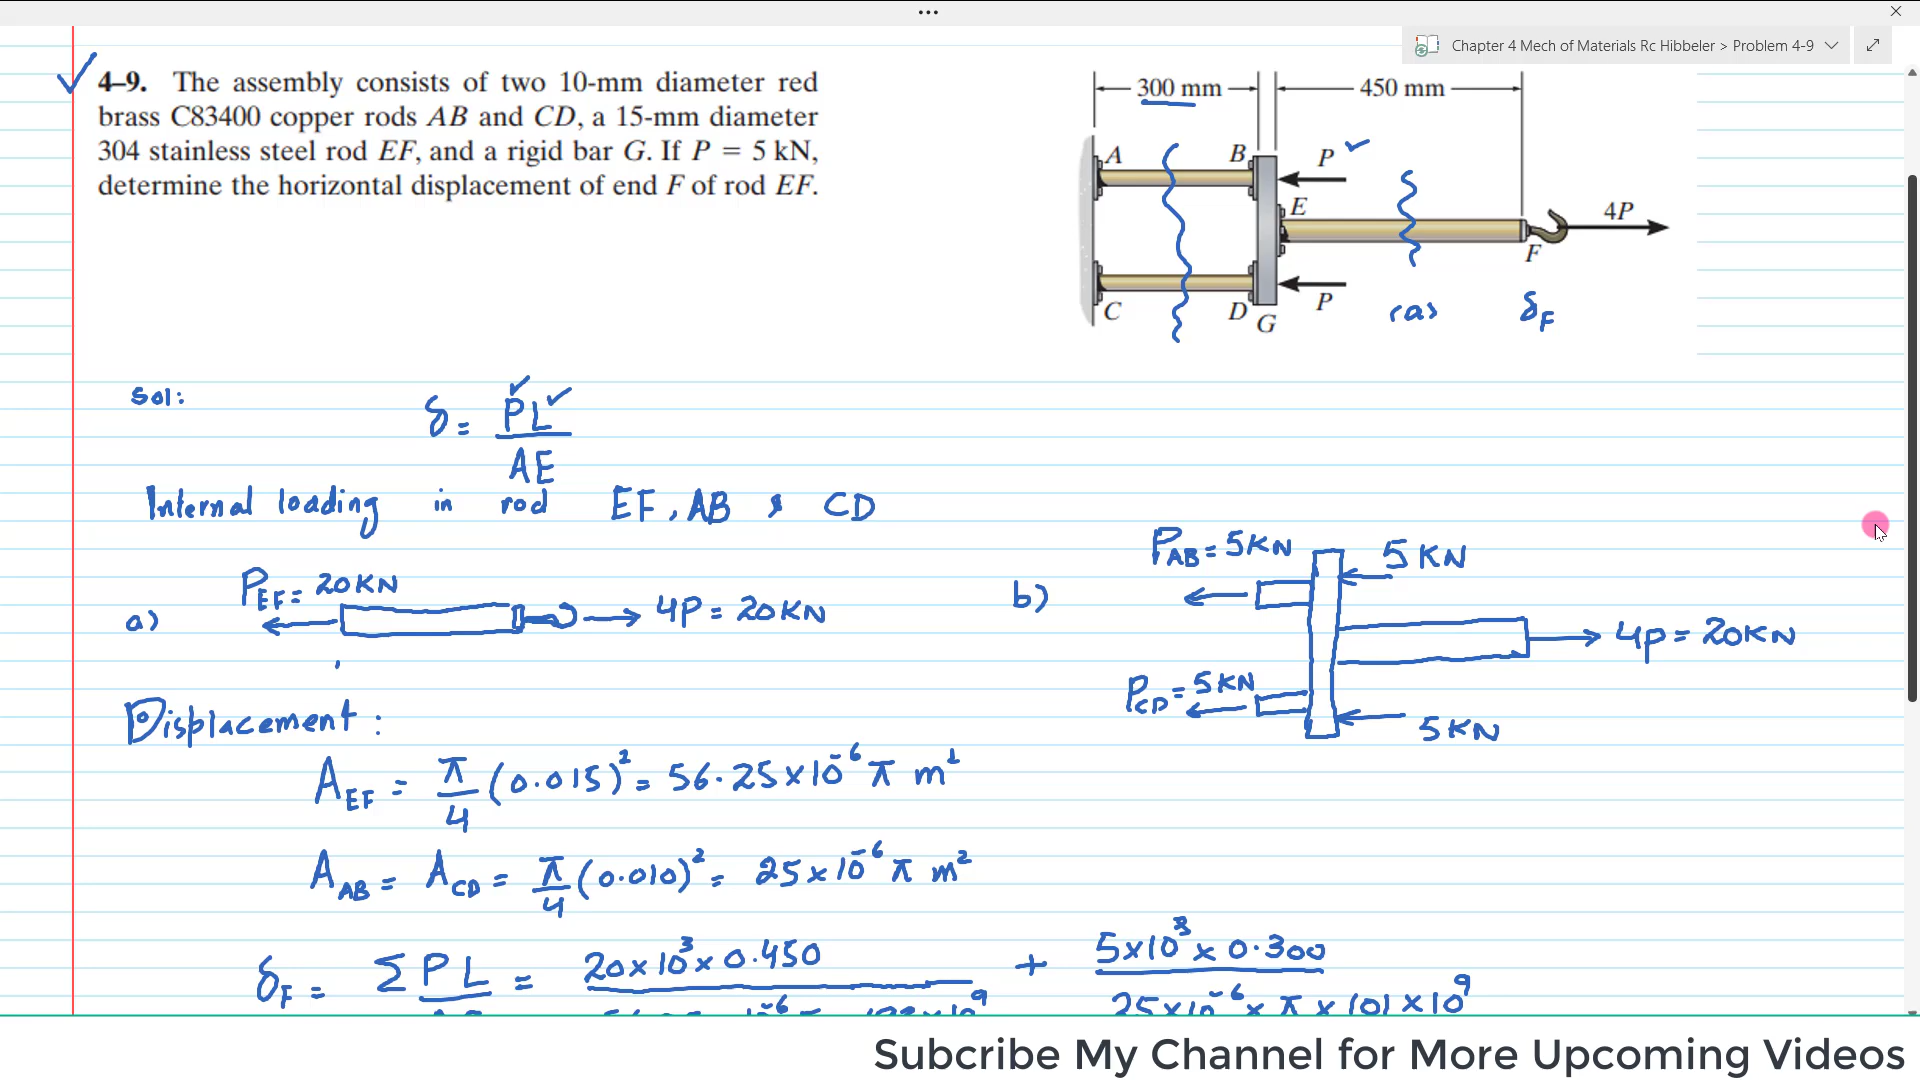 Chapter 4 Mech of Materials Rc Hibbeler > Problem 4-9
4–9. The assembly consists of two 10-mm diameter red
brass C83400 copper rods AB and CD, a 15-mm diameter
304 stainless steel rod EF, and a rigid bar G. If P = 5 kN,
determine the horizontal displacement of end F of rod EF.
300 mm 450 mm
A B P
E 4P
F
C D G P
δF
Sol:
δ = PL
AE
Internal loading in rod EF, AB & CD
a) PEF = 20KN 4P = 20KN
b) PAB = 5KN 5 KN
4P = 20KN
PCD = 5KN 5KN
Displacement:
AEF = π/4 (0.015)² = 56.25×10⁻⁶ π m²
AAB = ACD = π/4 (0.010)² = 25×10⁻⁶ π m²
δF = Σ PL = 20×10³×0.450 + 5×10³×0.300
25×10⁻⁶×π×101×10⁹
Subcribe My Channel for More Upcoming Videos